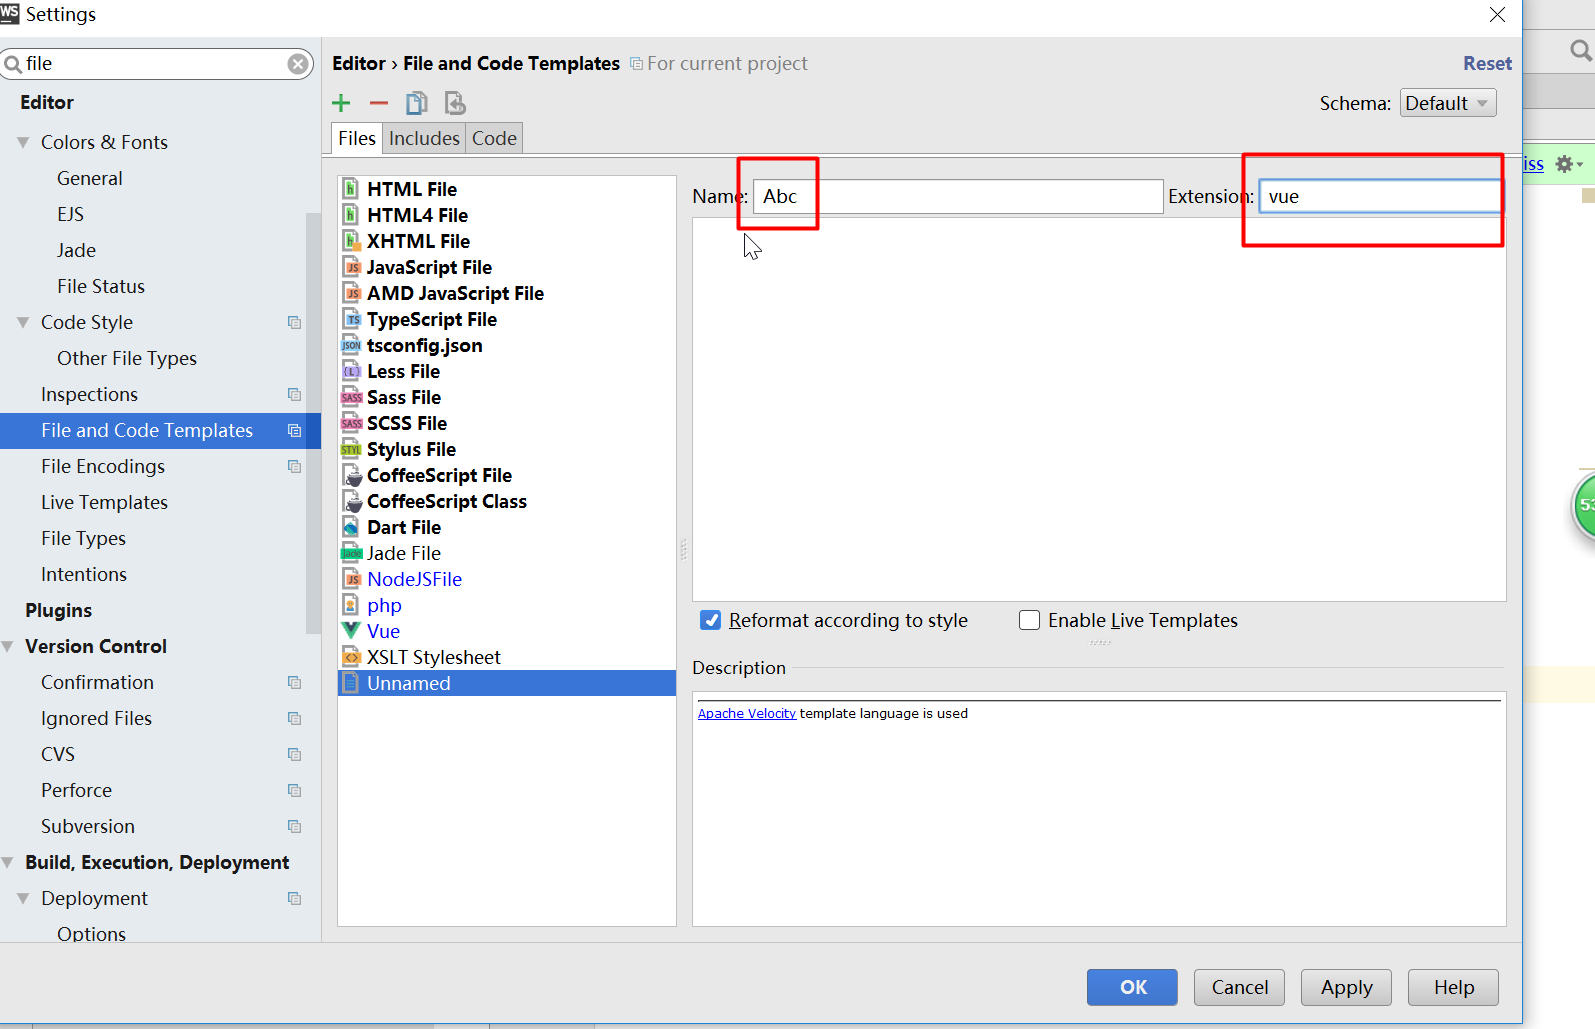 WS Settings
file
Editor
Colors & Fonts
General
EJS
Jade
File Status
Code Style
Other File Types
Inspections
File and Code Templates
File Encodings
Live Templates
File Types
Intentions
Plugins
Version Control
Confirmation
Ignored Files
CVS
Perforce
Subversion
Build, Execution, Deployment
Deployment
Options
Editor › File and Code Templates For current project
Reset
Schema: Default
Files Includes Code
HTML File
HTML4 File
XHTML File
JavaScript File
AMD JavaScript File
TypeScript File
tsconfig.json
Less File
Sass File
SCSS File
Stylus File
CoffeeScript File
CoffeeScript Class
Dart File
Jade File
NodeJSFile
php
Vue
XSLT Stylesheet
Unnamed
Name: Abc Extension: vue
Reformat according to style Enable Live Templates
Description
Apache Velocity template language is used
OK Cancel Apply Help
iss
53